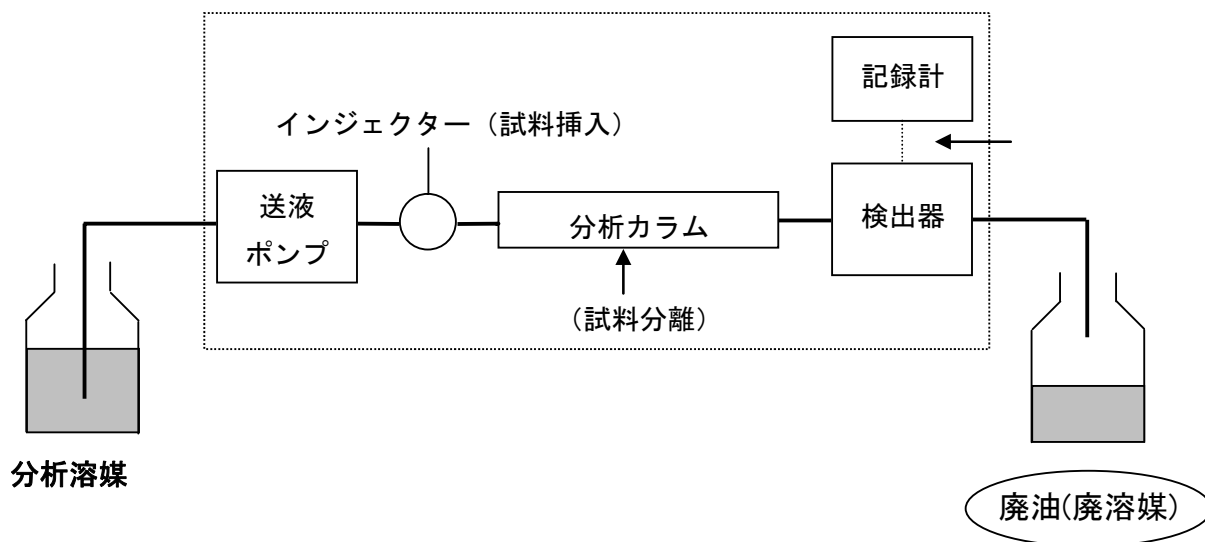 記録計
インジェクター（試料挿入）
送液
ポンプ
分析カラム
検出器
（試料分離）
分析溶媒
廃油(廃溶媒)